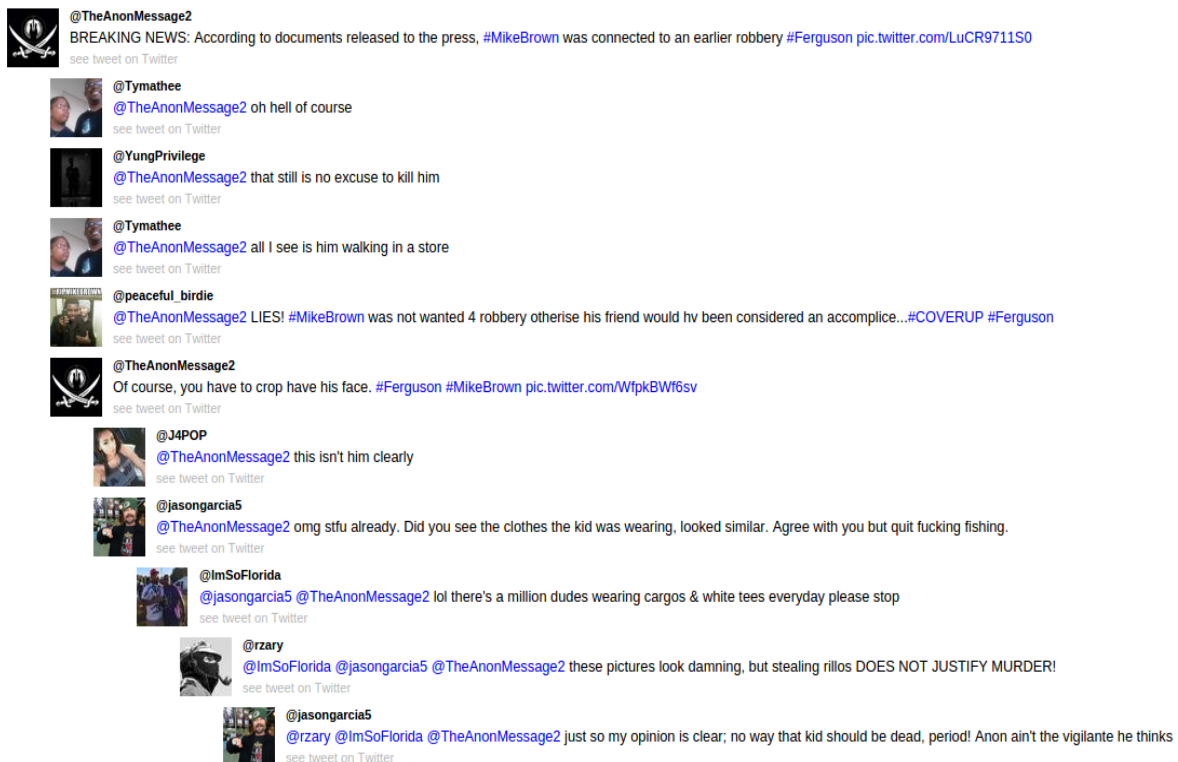 @TheAnonMessage2
BREAKING NEWS: According to documents released to the press, #MikeBrown was connected to an earlier robbery #Ferguson pic.twitter.com/LuCR9711S0
see tweet on Twitter
@Tymathee
@TheAnonMessage2 oh hell of course
see tweet on Twitter
@YungPrivilege
@TheAnonMessage2 that still is no excuse to kill him
see tweet on Twitter
@Tymathee
@TheAnonMessage2 all I see is him walking in a store
see tweet on Twitter
@peaceful_birdie
@TheAnonMessage2 LIES! #MikeBrown was not wanted 4 robbery otherise his friend would hv been considered an accomplice...#COVERUP #Ferguson
see tweet on Twitter
@TheAnonMessage2
Of course, you have to crop have his face. #Ferguson #MikeBrown pic.twitter.com/WfpkBWf6sv
see tweet on Twitter
@J4POP
@TheAnonMessage2 this isn't him clearly
see tweet on Twitter
@jasongarcia5
@TheAnonMessage2 omg stfu already. Did you see the clothes the kid was wearing, looked similar. Agree with you but quit fucking fishing.
see tweet on Twitter
@ImSoFlorida
@jasongarcia5 @TheAnonMessage2 lol there's a million dudes wearing cargos & white tees everyday please stop
see tweet on Twitter
@rzary
@ImSoFlorida @jasongarcia5 @TheAnonMessage2 these pictures look damning, but stealing rillos DOES NOT JUSTIFY MURDER!
see tweet on Twitter
@jasongarcia5
@rzary @ImSoFlorida @TheAnonMessage2 just so my opinion is clear; no way that kid should be dead, period! Anon ain't the vigilante he thinks
see tweet on Twitter